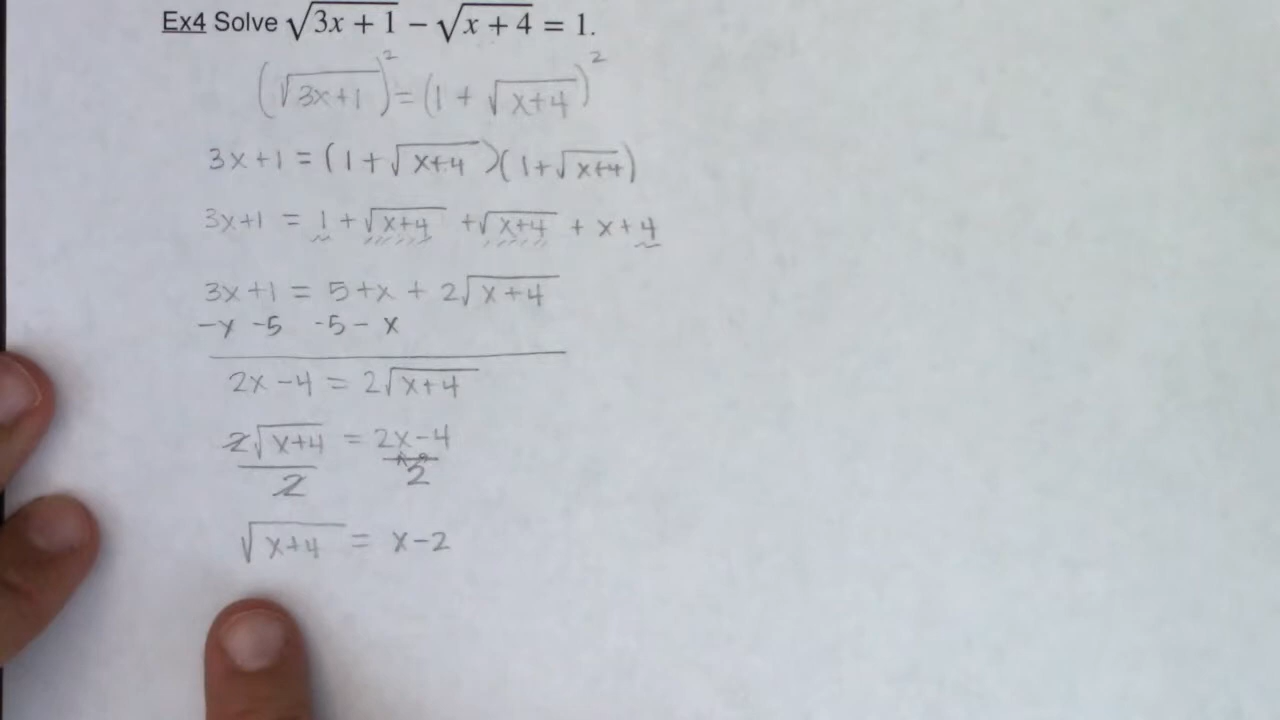 Ex4 Solve √3x + 1 − √x + 4 = 1.
(√3x+1)² = (1 + √x+4)²
3x+1 = (1+√x+4)(1+√x+4)
3x+1 = 1 + √x+4 + √x+4 + x+4
3x+1 = 5+x + 2√x+4
-x -5 -5 - x
2x-4 = 2√x+4
2√x+4 = 2x-4
2 2
√x+4 = x-2